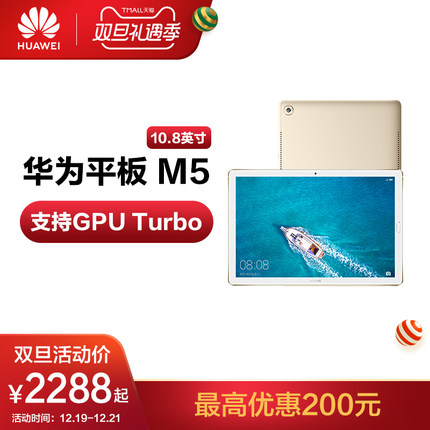 HUAWEI
TMALL天猫
双旦礼遇季
10.8英寸
华为平板 M5
支持GPU Turbo
08:08
双旦活动价
¥2288起
活动时间：12.19-12.21
最高优惠200元